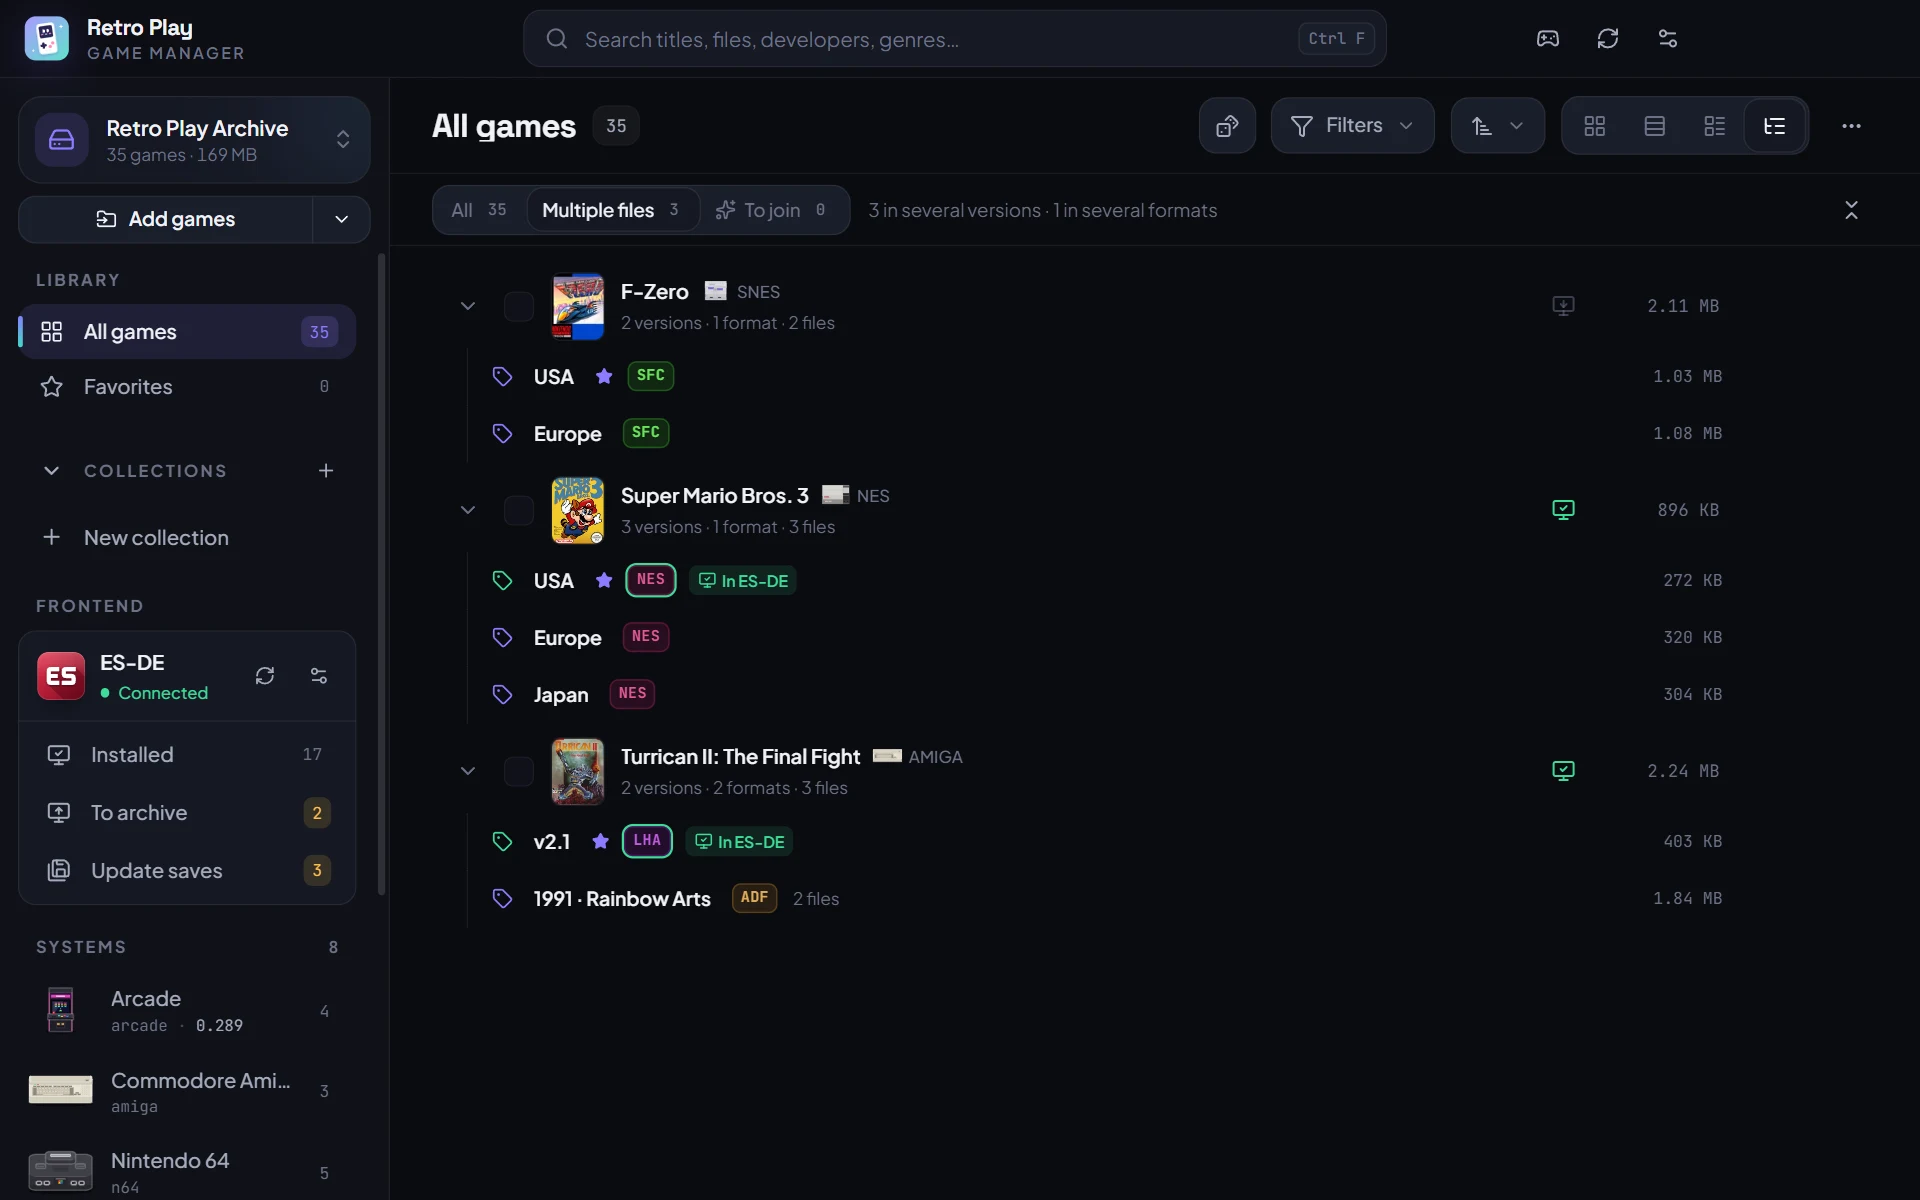 Retro Play
GAME MANAGER
Search titles, files, developers, genres...
Ctrl F
Retro Play Archive
35 games · 169 MB
Add games
LIBRARY
All games 35
Favorites 0
COLLECTIONS
New collection
FRONTEND
ES
ES-DE
Connected
Installed 17
To archive 2
Update saves 3
SYSTEMS 8
Arcade
arcade · 0.289
4
Commodore Ami...
amiga
3
Nintendo 64
n64
5
All games 35
Filters
All 35
Multiple files 3
To join 0
3 in several versions · 1 in several formats
F-Zero SNES
2 versions · 1 format · 2 files
2.11 MB
USA SFC 1.03 MB
Europe SFC 1.08 MB
SUPER MARIO 3
Super Mario Bros. 3 NES
3 versions · 1 format · 3 files
896 KB
USA NES In ES-DE 272 KB
Europe NES 320 KB
Japan NES 304 KB
Turrican II: The Final Fight AMIGA
2 versions · 2 formats · 3 files
2.24 MB
v2.1 LHA In ES-DE 403 KB
1991 · Rainbow Arts ADF 2 files 1.84 MB